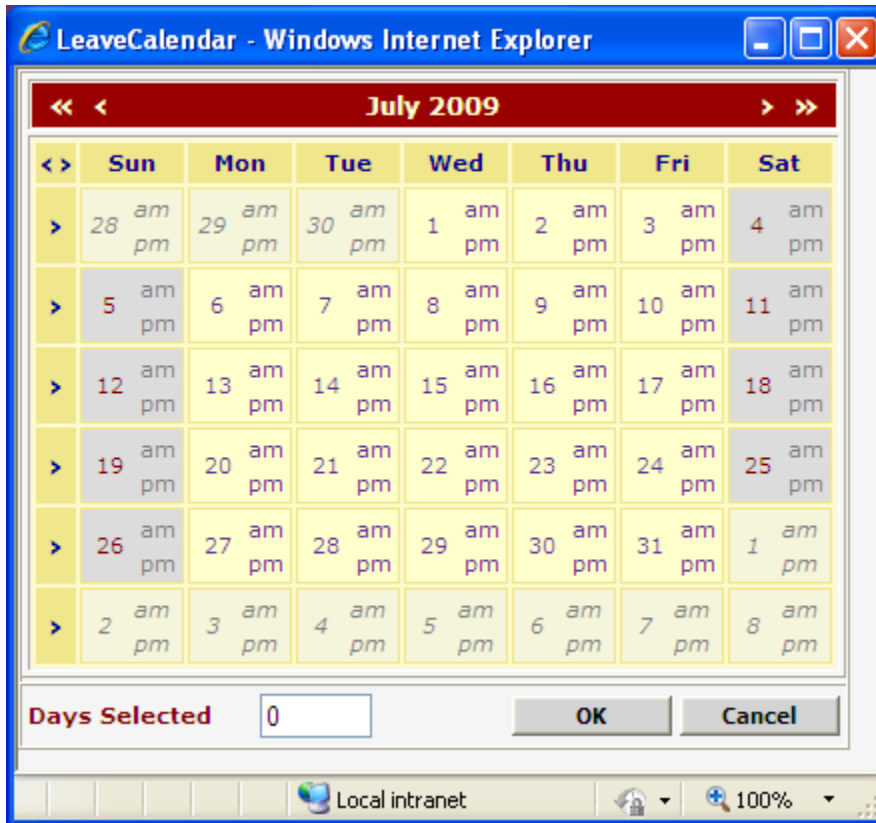 LeaveCalendar - Windows Internet Explorer
« < July 2009 > »
< > Sun Mon Tue Wed Thu Fri Sat
> 28 am 29 am 30 am 1 am 2 am 3 am 4 am
pm pm pm pm pm pm pm
> 5 am 6 am 7 am 8 am 9 am 10 am 11 am
pm pm pm pm pm pm pm
> 12 am 13 am 14 am 15 am 16 am 17 am 18 am
pm pm pm pm pm pm pm
> 19 am 20 am 21 am 22 am 23 am 24 am 25 am
pm pm pm pm pm pm pm
> 26 am 27 am 28 am 29 am 30 am 31 am 1 am
pm pm pm pm pm pm pm
> 2 am 3 am 4 am 5 am 6 am 7 am 8 am
pm pm pm pm pm pm pm
Days Selected 0 OK Cancel
Local intranet 100%